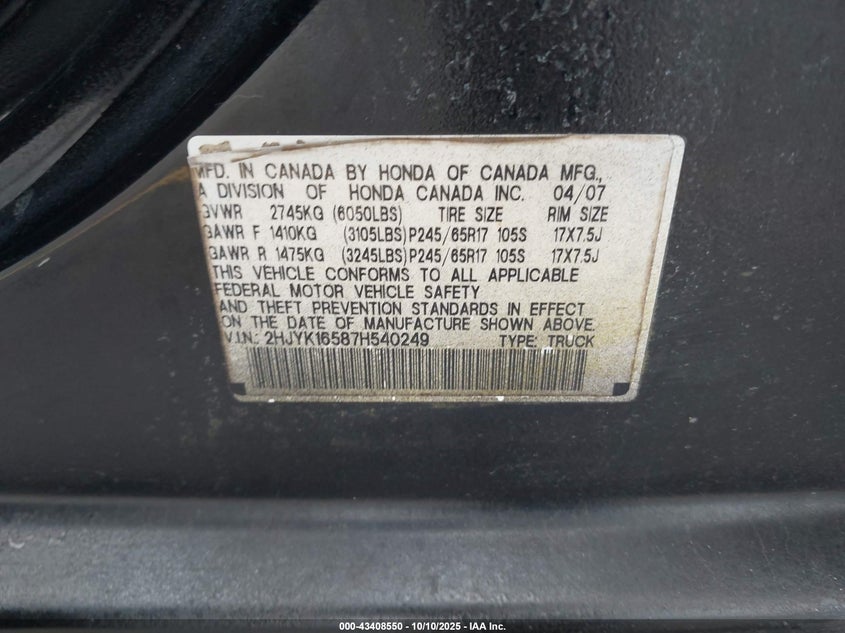 MFD. IN CANADA BY HONDA OF CANADA MFG.,
A DIVISION OF HONDA CANADA INC. 04/07
GVWR 2745KG (6050LBS) TIRE SIZE RIM SIZE
GAWR F 1410KG (3105LBS) P245/65R17 105S 17X7.5J
GAWR R 1475KG (3245LBS) P245/65R17 105S 17X7.5J
THIS VEHICLE CONFORMS TO ALL APPLICABLE
FEDERAL MOTOR VEHICLE SAFETY
AND THEFT PREVENTION STANDARDS IN EFFECT
ON THE DATE OF MANUFACTURE SHOWN ABOVE.
V.I.N.: 2HJYK16587H540249 TYPE: TRUCK
000-43408550 - 10/10/2025 - IAA Inc.